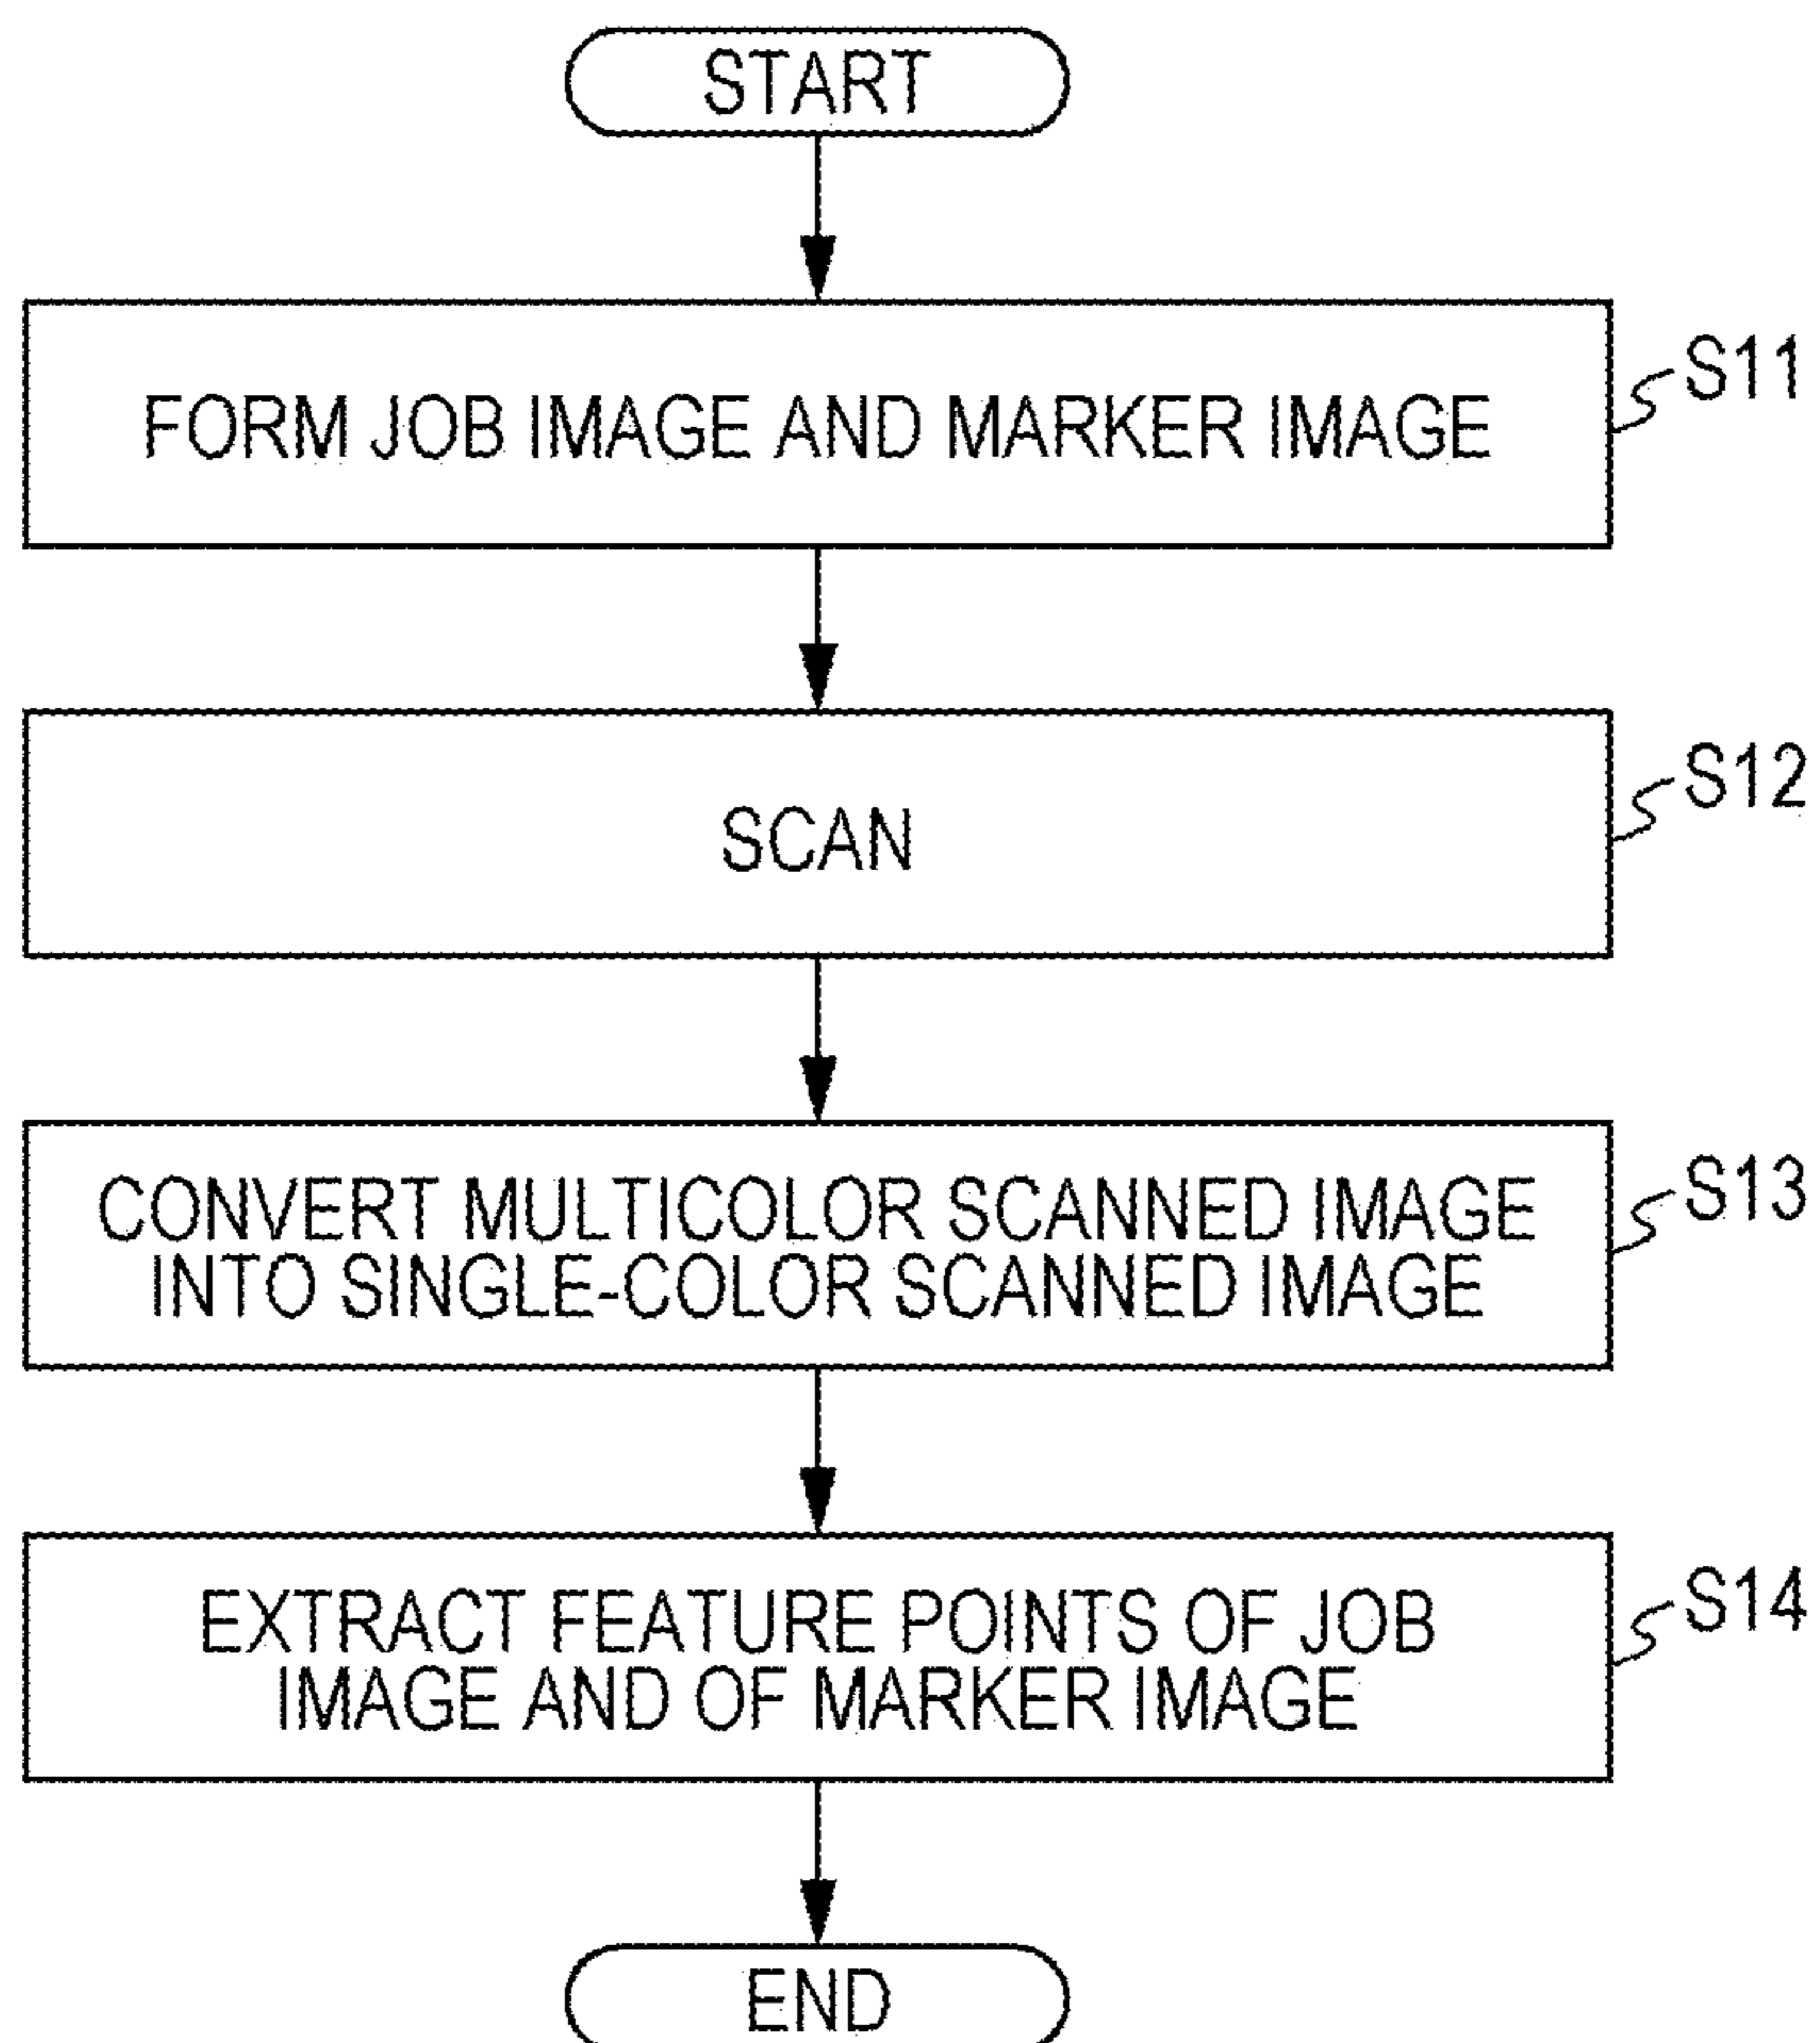 START
FORM JOB IMAGE AND MARKER IMAGE
S11
SCAN
S12
CONVERT MULTICOLOR SCANNED IMAGE
INTO SINGLE-COLOR SCANNED IMAGE
S13
EXTRACT FEATURE POINTS OF JOB
IMAGE AND OF MARKER IMAGE
S14
END